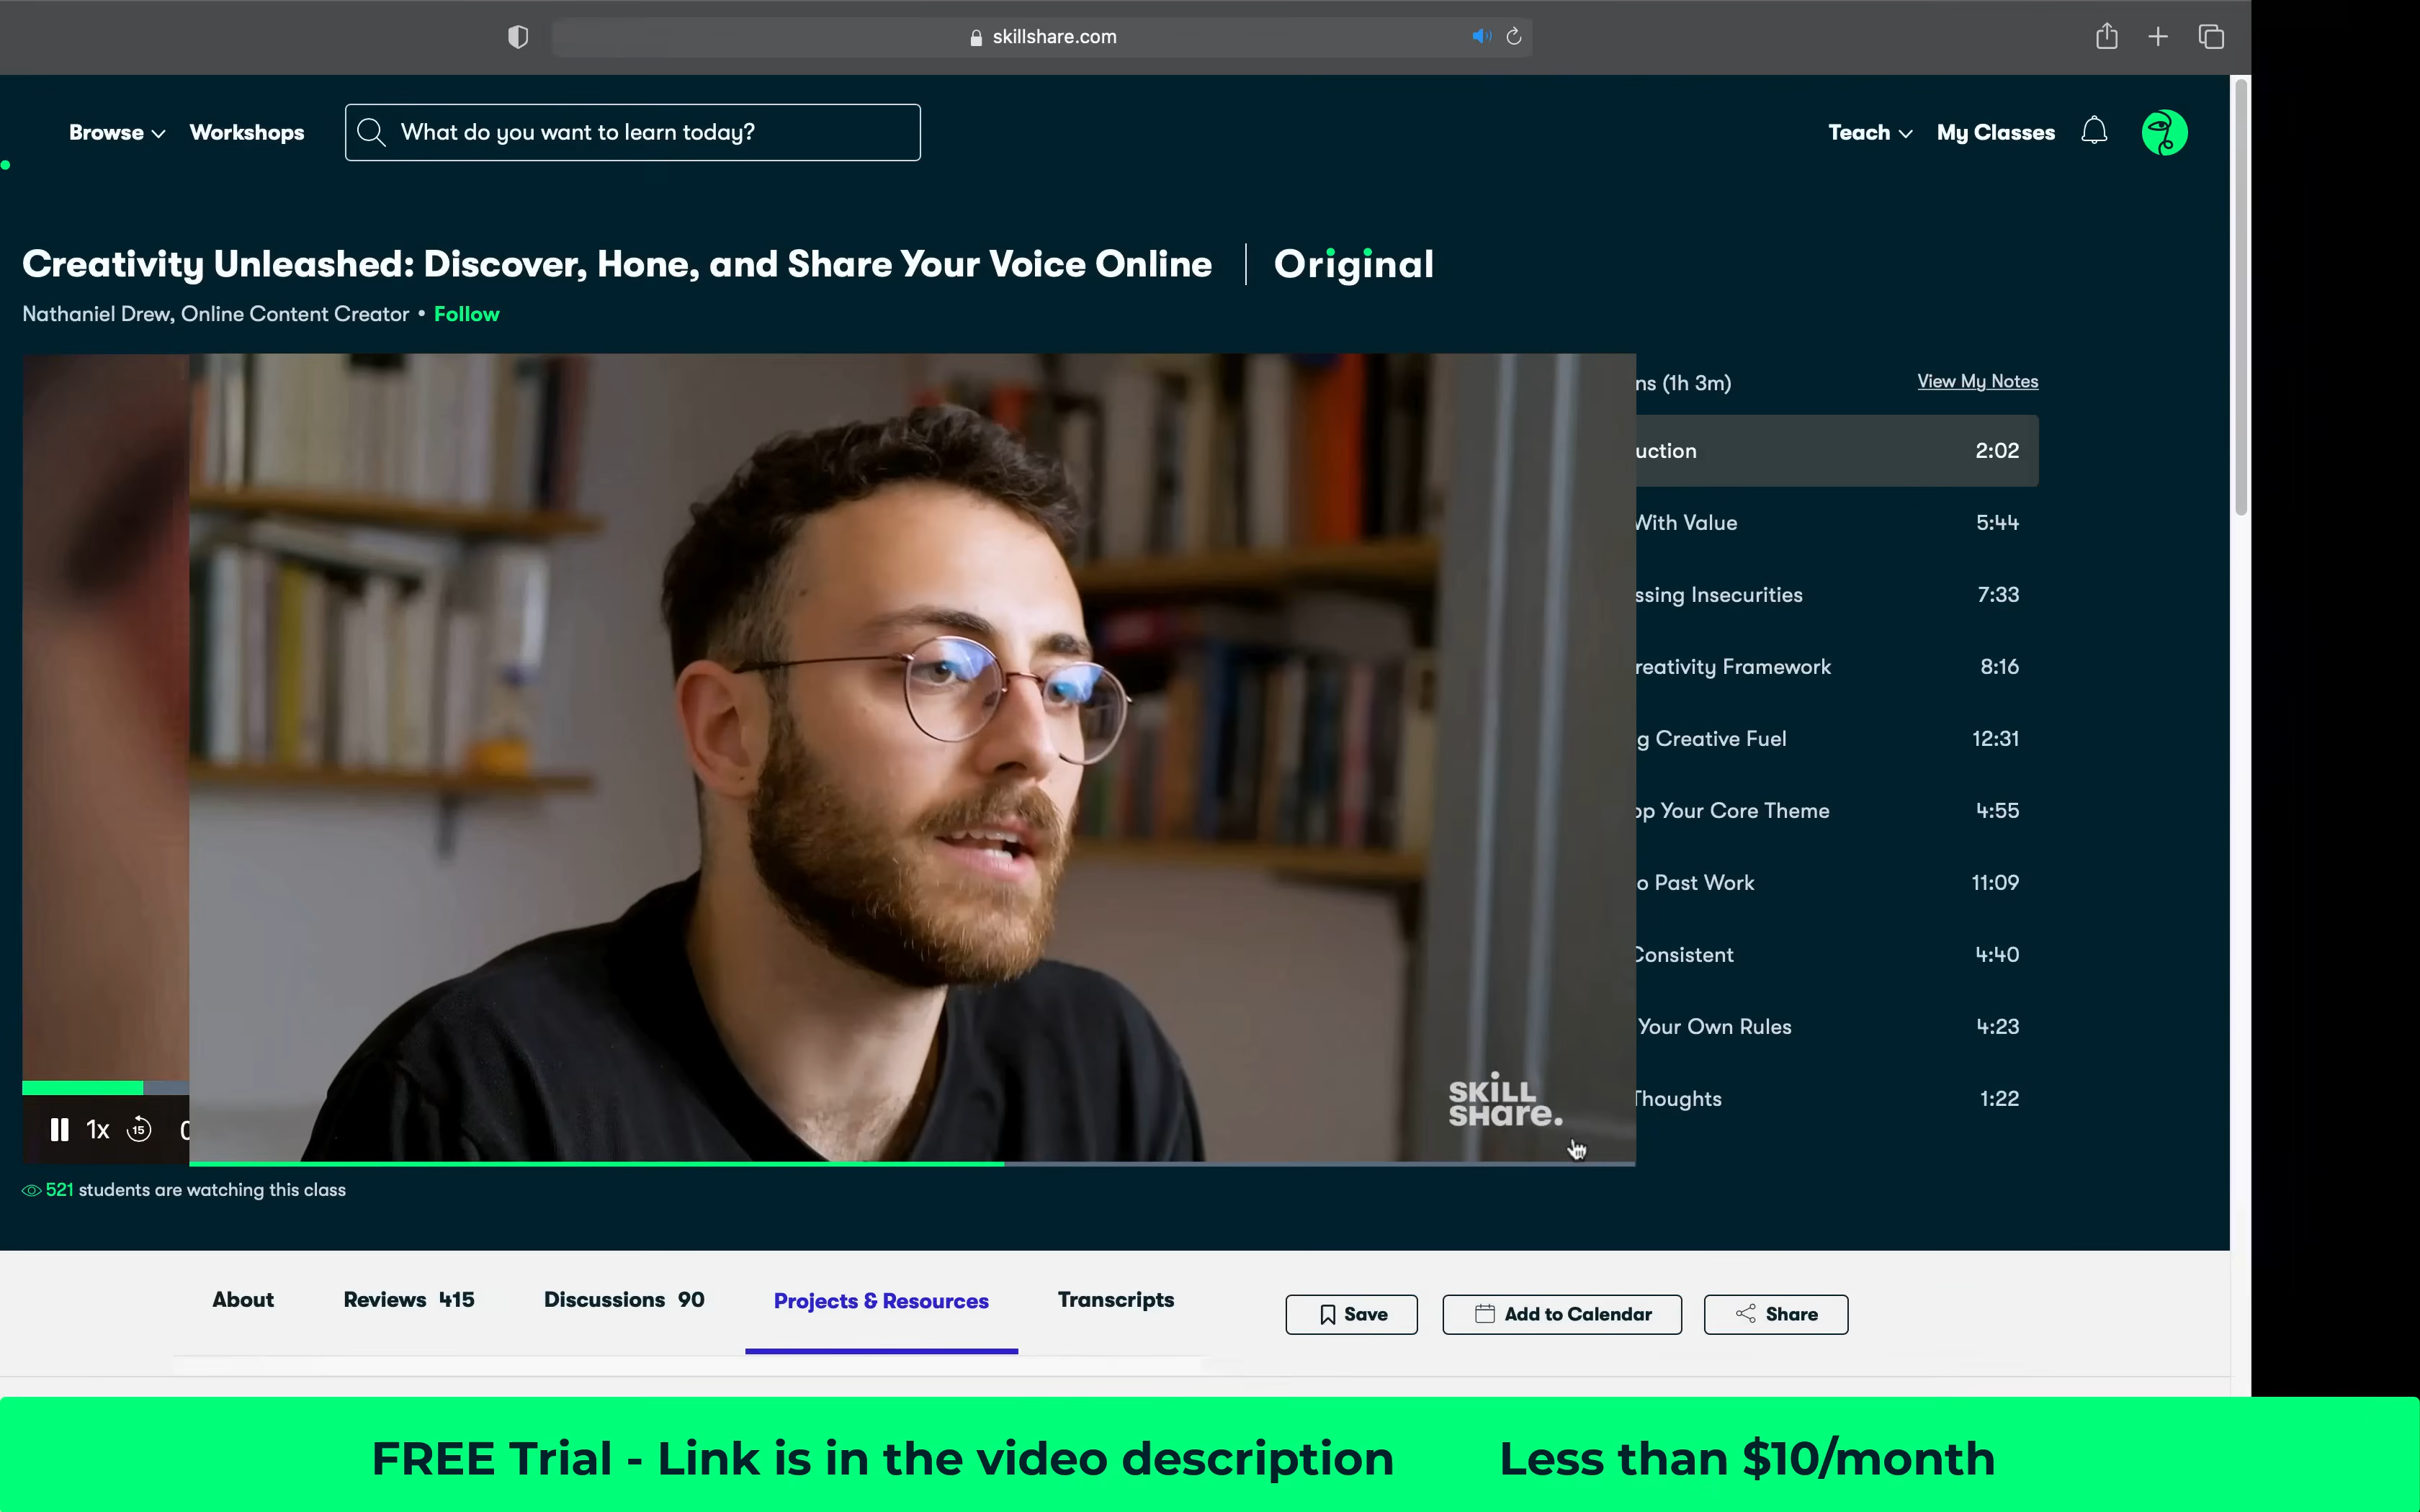 skillshare.com
Browse
Workshops
What do you want to learn today?
Teach
My Classes
Creativity Unleashed: Discover, Hone, and Share Your Voice Online
Original
Nathaniel Drew, Online Content Creator • Follow
ns (1h 3m)
View My Notes
uction 2:02
With Value 5:44
ssing Insecurities 7:33
reativity Framework 8:16
g Creative Fuel 12:31
op Your Core Theme 4:55
o Past Work 11:09
Consistent 4:40
Your Own Rules 4:23
Thoughts 1:22
SKILL
SHare.
1x 15
521 students are watching this class
About
Reviews 415
Discussions 90
Projects & Resources
Transcripts
Save
Add to Calendar
Share
FREE Trial - Link is in the video description
Less than $10/month